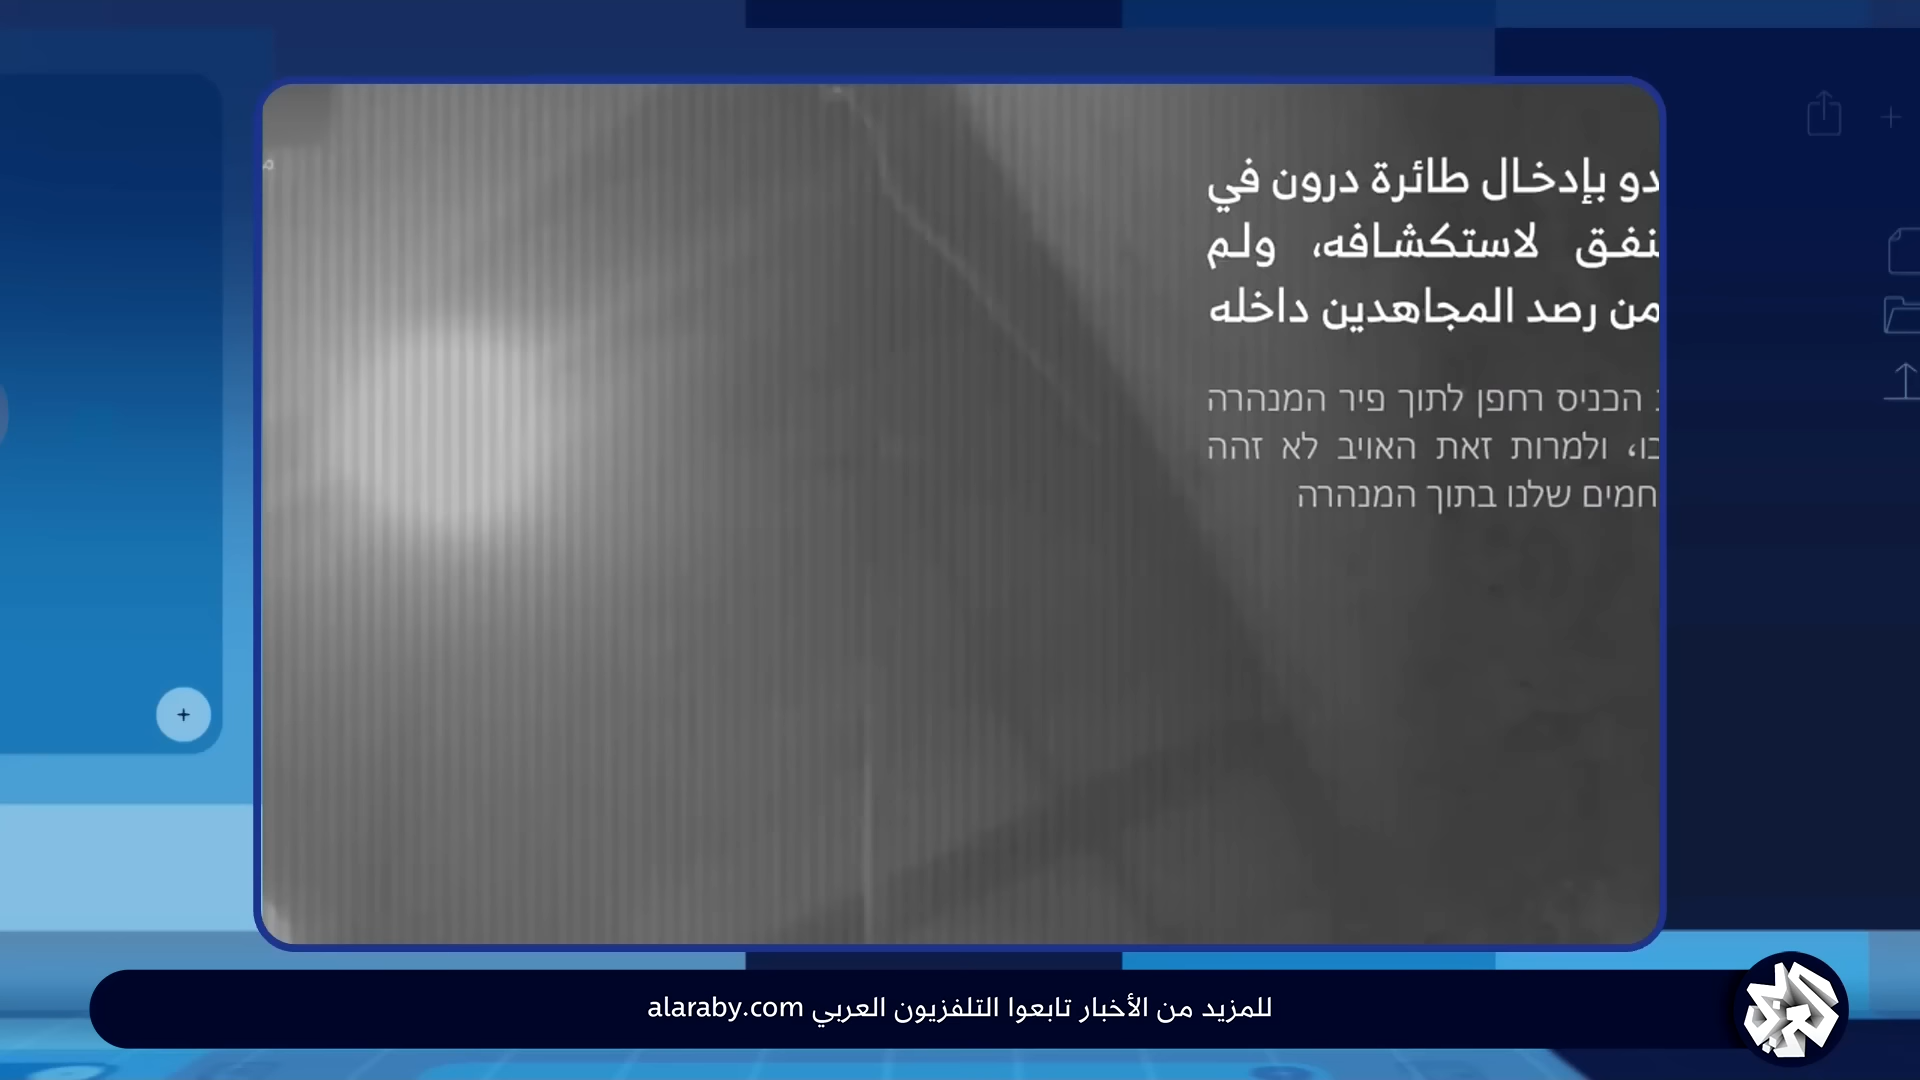 دو بإدخال طائرة درون في
نفق لاستكشافه، ولم
من رصد المجاهدين داخله
הכניס רחפן לתוך פיר המנהרה
בו, ולמרות זאת האויב לא זהה
חמים שלנו בתוך המנהרה
للمزيد من الأخبار تابعوا التلفزيون العربي alaraby.com